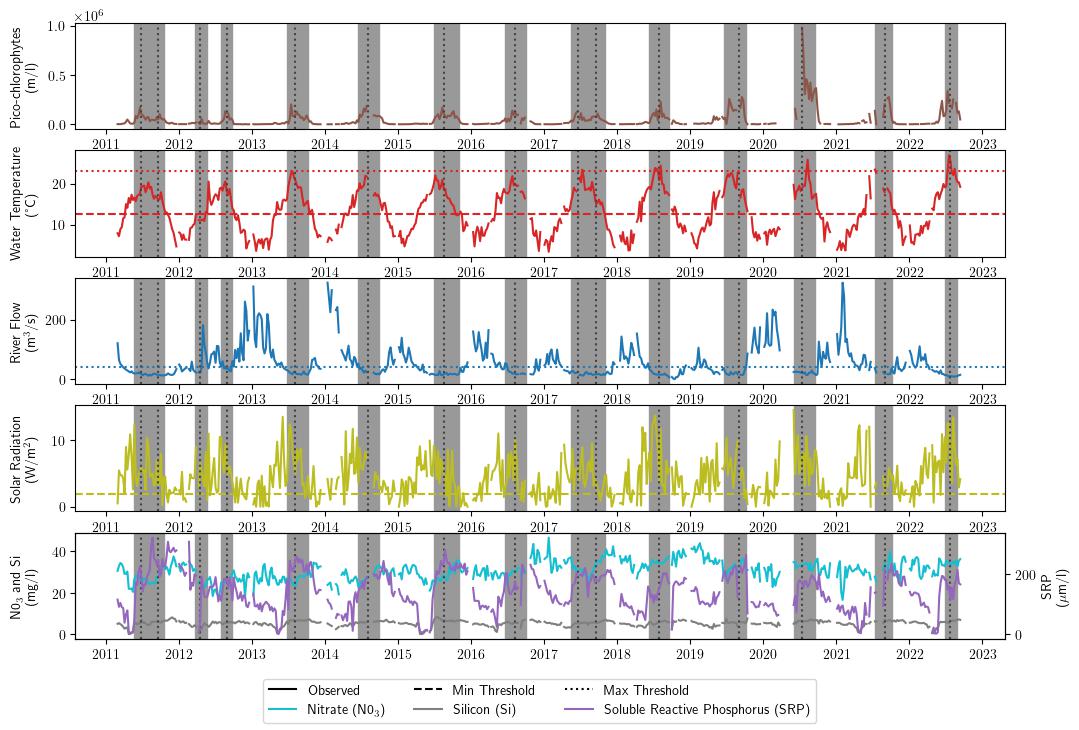 ×10⁶
1.0
0.5
0.0
Pico-chlorophytes
(m/l)
2011 2012 2013 2014 2015 2016 2017 2018 2019 2020 2021 2022 2023
20
10
Water Temperature
(°C)
2011 2012 2013 2014 2015 2016 2017 2018 2019 2020 2021 2022 2023
200
0
River Flow
(m³/s)
2011 2012 2013 2014 2015 2016 2017 2018 2019 2020 2021 2022 2023
10
0
Solar Radiation
(W/m²)
2011 2012 2013 2014 2015 2016 2017 2018 2019 2020 2021 2022 2023
40
20
0
N0₃ and Si
(mg/l)
200
0
SRP
(μm/l)
2011 2012 2013 2014 2015 2016 2017 2018 2019 2020 2021 2022 2023
Observed Min Threshold Max Threshold
Nitrate (N0₃) Silicon (Si) Soluble Reactive Phosphorus (SRP)